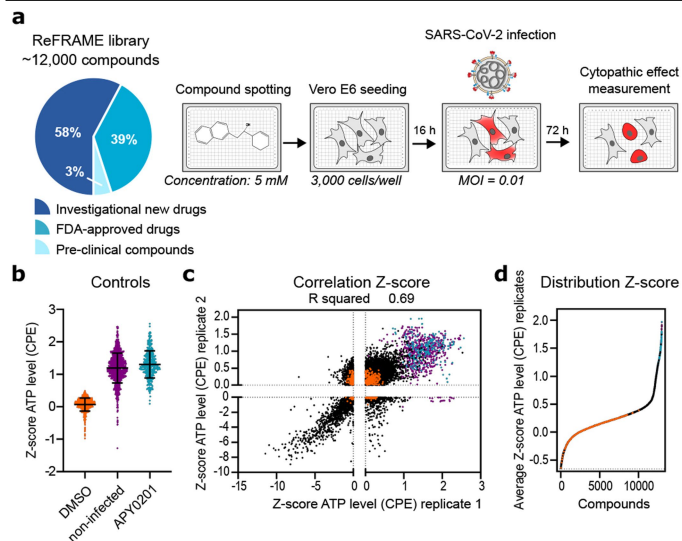 a
ReFRAME library
~12,000 compounds
58%
39%
3%
Investigational new drugs
FDA-approved drugs
Pre-clinical compounds
SARS-CoV-2 infection
Compound spotting
Vero E6 seeding
Cytopathic effect
measurement
16 h
72 h
Concentration: 5 mM
3,000 cells/well
MOI = 0.01
b
Controls
Z-score ATP level (CPE)
3
2
1
0
-1
-2
DMSO
non-infected
APY0201
c
Correlation Z-score
R squared 0.69
Z-score ATP level (CPE) replicate 2
2.0
1.5
1.0
0.5
0.0
0
-2
-4
-6
-8
-10
-15
-10
-5
0
0
1
2
3
Z-score ATP level (CPE) replicate 1
d
Distribution Z-score
Average Z-score ATP level (CPE) replicates
2.0
1.5
1.0
0.5
0.0
-0.5
0
5000
10000
Compounds